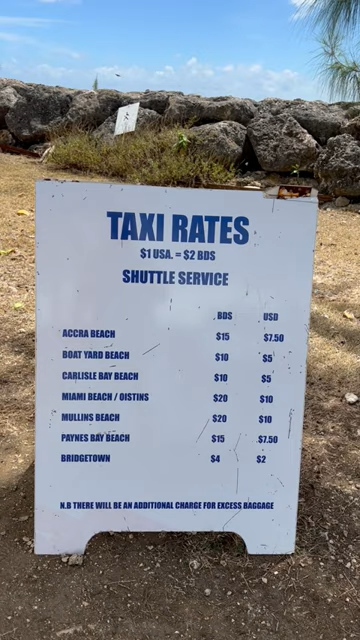 TAXI RATES
$1 USA. = $2 BDS
SHUTTLE SERVICE
BDS USD
ACCRA BEACH $15 $7.50
BOAT YARD BEACH $10 $5
CARLISLE BAY BEACH $10 $5
MIAMI BEACH / OISTINS $20 $10
MULLINS BEACH $20 $10
PAYNES BAY BEACH $15 $7.50
BRIDGETOWN $4 $2
N.B THERE WILL BE AN ADDITIONAL CHARGE FOR EXCESS BAGGAGE